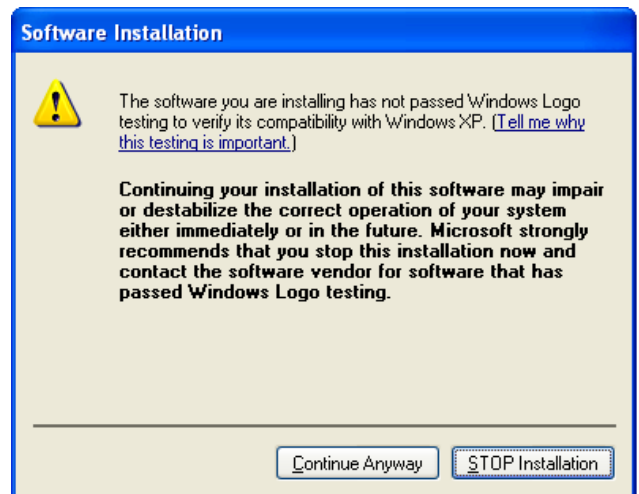 Software Installation
The software you are installing has not passed Windows Logo
testing to verify its compatibility with Windows XP. (Tell me why
this testing is important.)
Continuing your installation of this software may impair
or destabilize the correct operation of your system
either immediately or in the future. Microsoft strongly
recommends that you stop this installation now and
contact the software vendor for software that has
passed Windows Logo testing.
Continue Anyway
STOP Installation